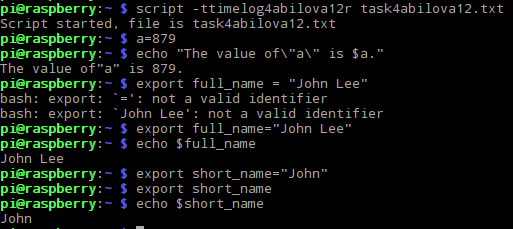 pi@raspberry:~ $ script -ttimelog4abilova12r task4abilova12.txt
Script started, file is task4abilova12.txt
pi@raspberry:~ $ a=879
pi@raspberry:~ $ echo "The value of\"a\" is $a."
The value of"a" is 879.
pi@raspberry:~ $ export full_name = "John Lee"
bash: export: `=': not a valid identifier
bash: export: `John Lee': not a valid identifier
pi@raspberry:~ $ export full_name="John Lee"
pi@raspberry:~ $ echo $full_name
John Lee
pi@raspberry:~ $ export short_name="John"
pi@raspberry:~ $ export short_name
pi@raspberry:~ $ echo $short_name
John